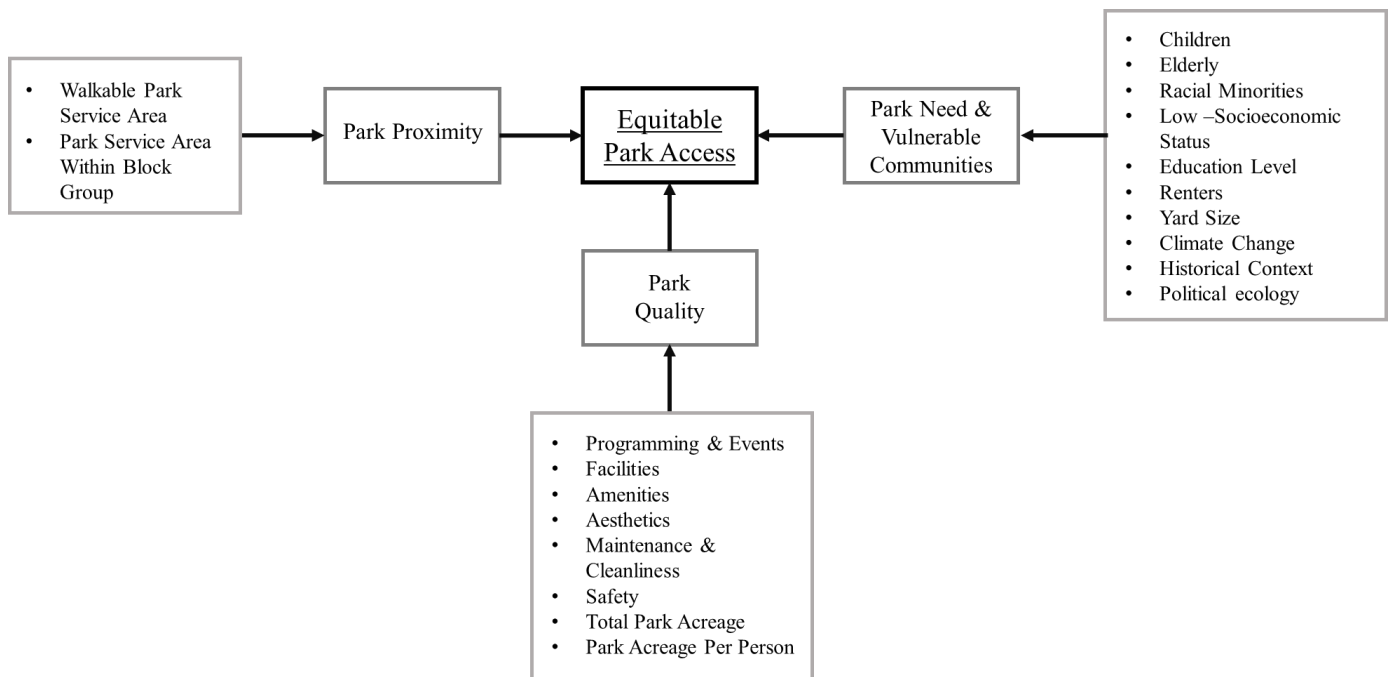 • Walkable Park
Service Area
• Park Service Area
Within Block
Group
Park Proximity
Equitable
Park Access
Park Need &
Vulnerable
Communities
• Children
• Elderly
• Racial Minorities
• Low –Socioeconomic
Status
• Education Level
• Renters
• Yard Size
• Climate Change
• Historical Context
• Political ecology
Park
Quality
• Programming & Events
• Facilities
• Amenities
• Aesthetics
• Maintenance &
Cleanliness
• Safety
• Total Park Acreage
• Park Acreage Per Person